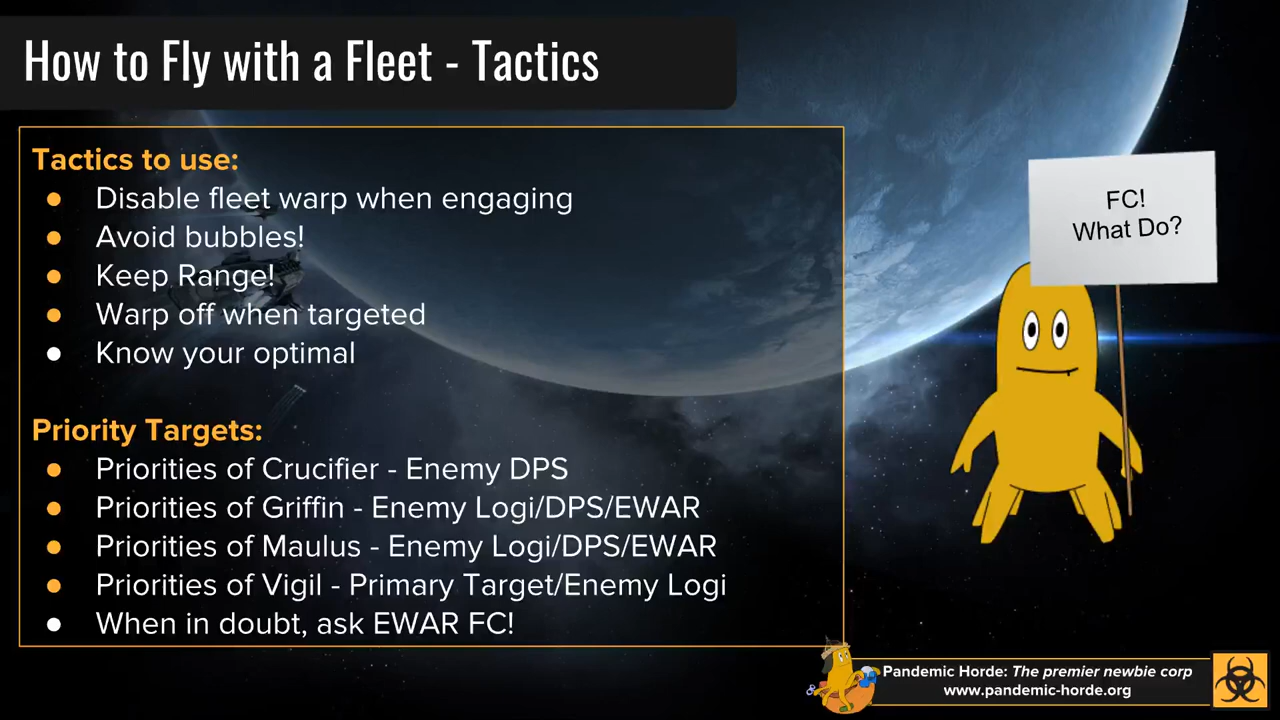 How to Fly with a Fleet - Tactics
Tactics to use:
● Disable fleet warp when engaging
● Avoid bubbles!
● Keep Range!
● Warp off when targeted
● Know your optimal
Priority Targets:
● Priorities of Crucifier - Enemy DPS
● Priorities of Griffin - Enemy Logi/DPS/EWAR
● Priorities of Maulus - Enemy Logi/DPS/EWAR
● Priorities of Vigil - Primary Target/Enemy Logi
● When in doubt, ask EWAR FC!
FC!
What Do?
Pandemic Horde: The premier newbie corp
www.pandemic-horde.org